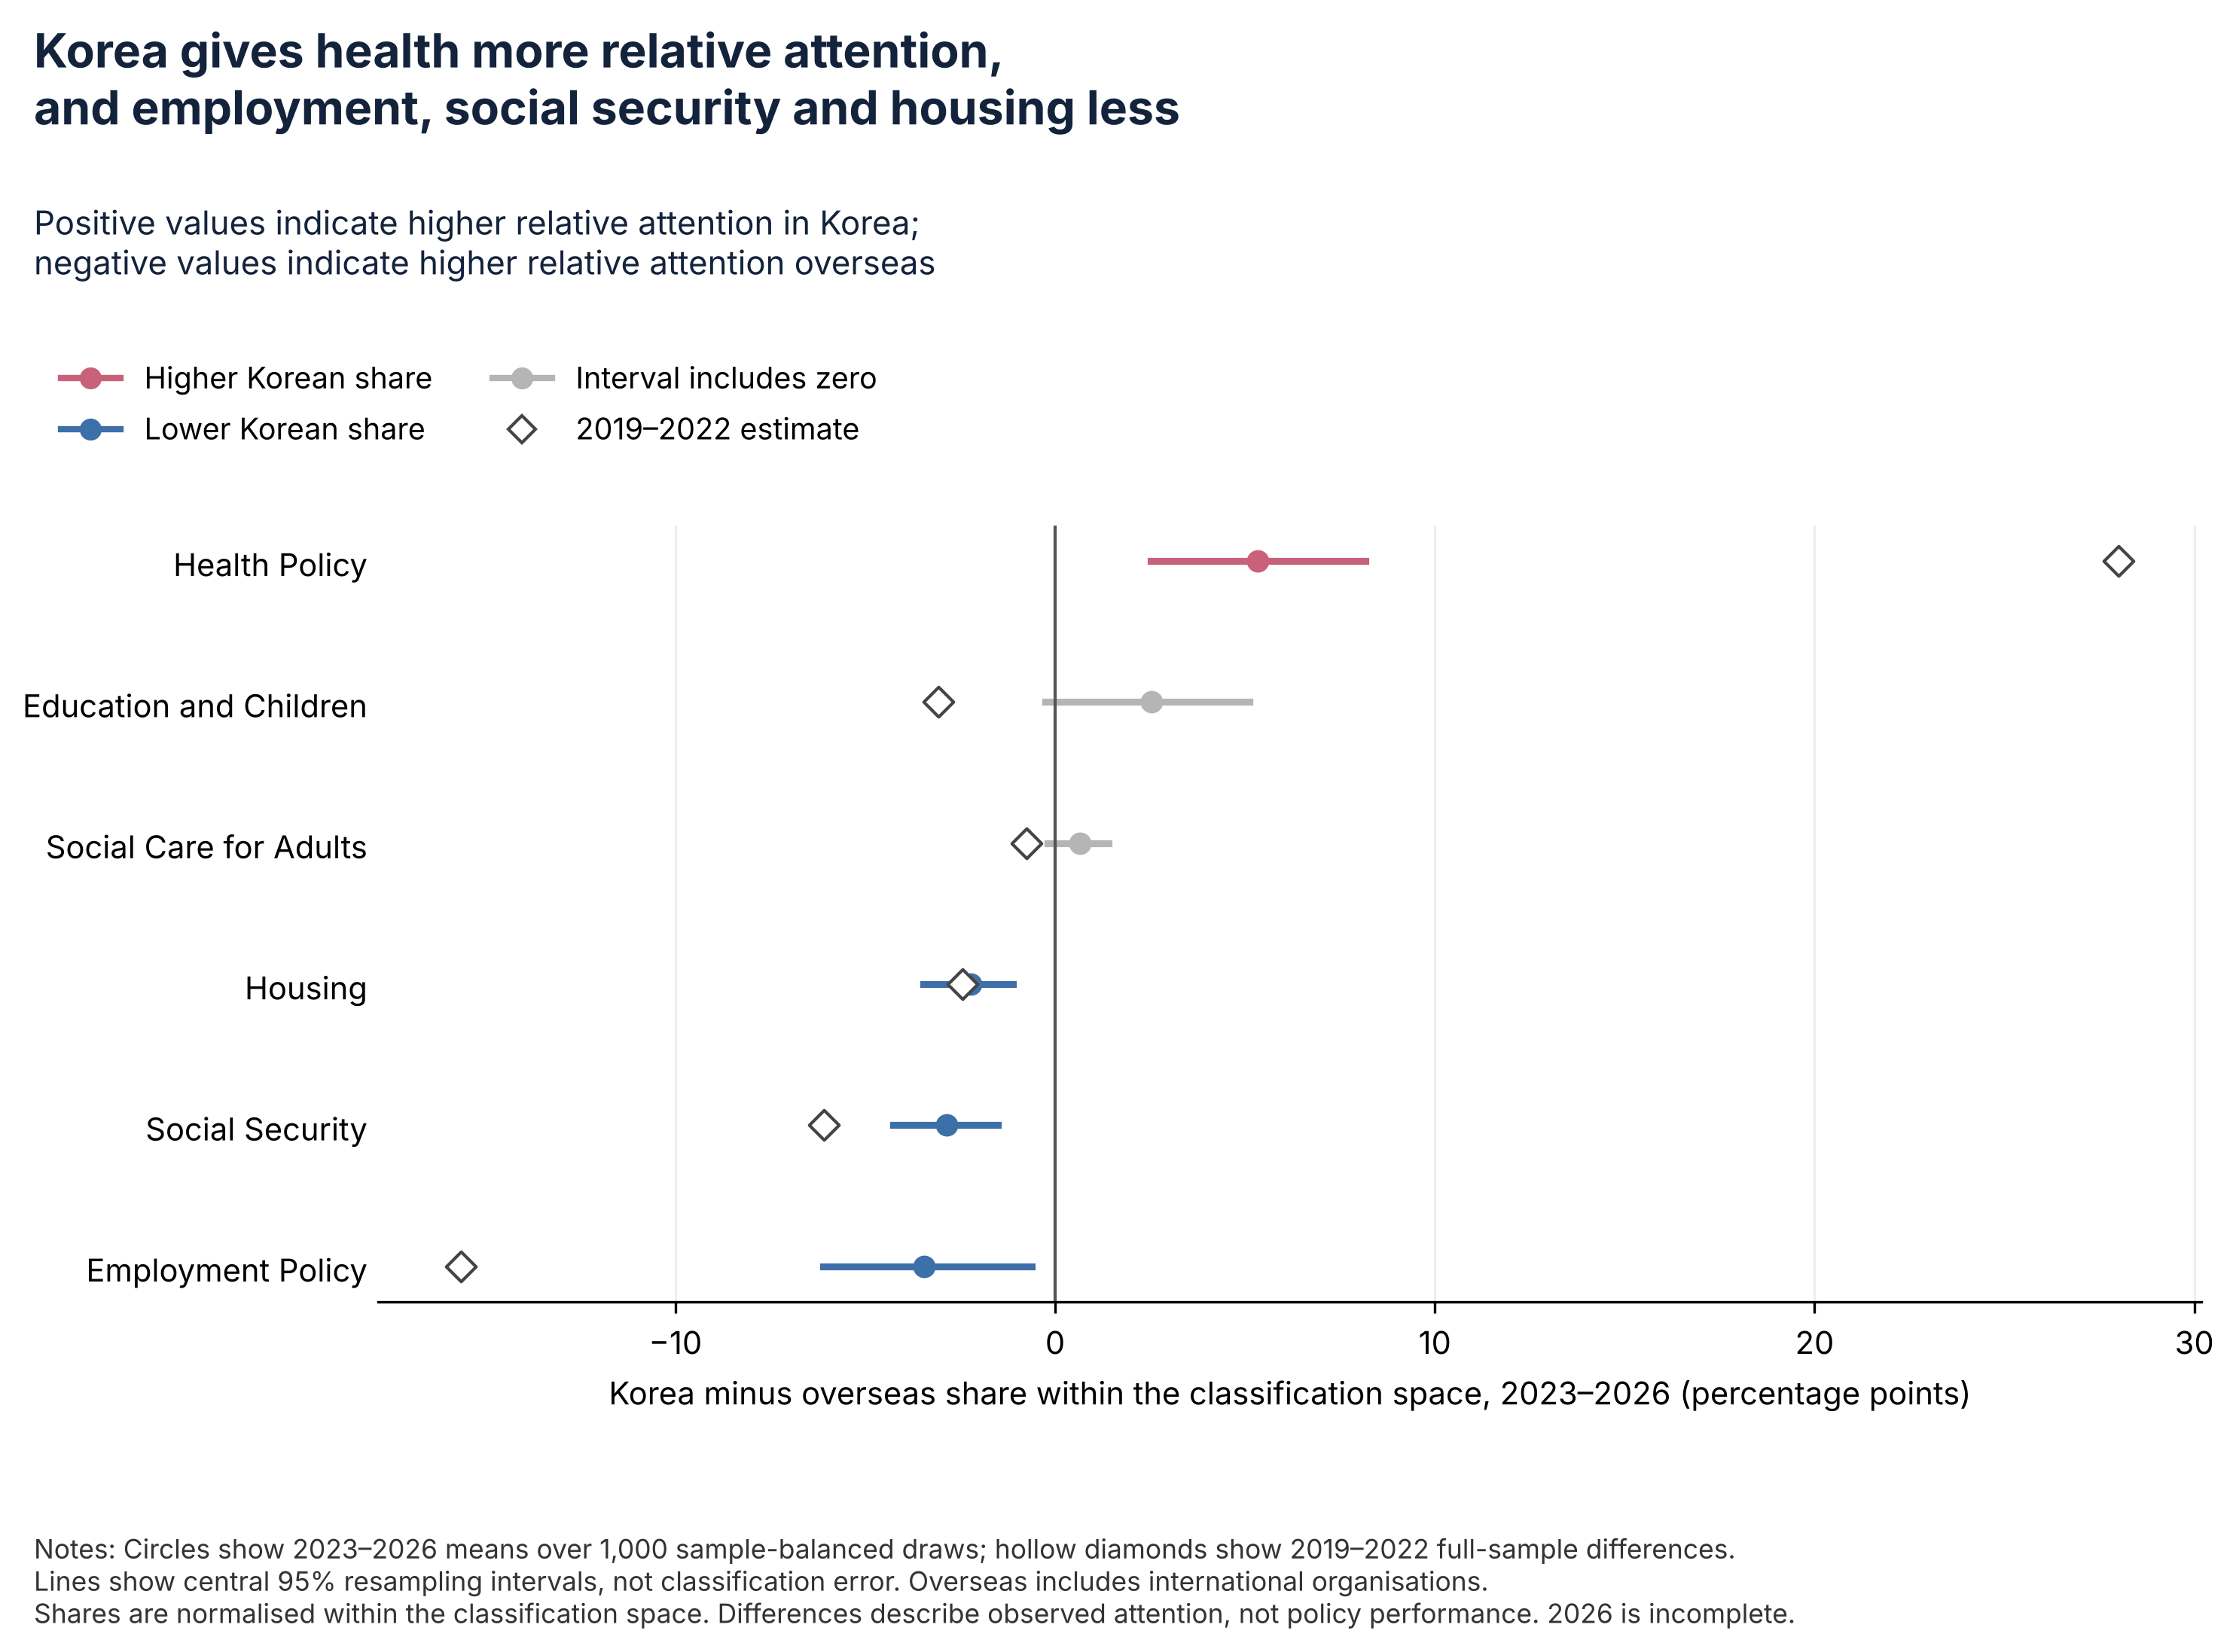 Korea gives health more relative attention,
and employment, social security and housing less
Positive values indicate higher relative attention in Korea;
negative values indicate higher relative attention overseas
Higher Korean share
Interval includes zero
Lower Korean share
2019–2022 estimate
Health Policy
Education and Children
Social Care for Adults
Housing
Social Security
Employment Policy
−10 0 10 20 30
Korea minus overseas share within the classification space, 2023–2026 (percentage points)
Notes: Circles show 2023–2026 means over 1,000 sample-balanced draws; hollow diamonds show 2019–2022 full-sample differences.
Lines show central 95% resampling intervals, not classification error. Overseas includes international organisations.
Shares are normalised within the classification space. Differences describe observed attention, not policy performance. 2026 is incomplete.